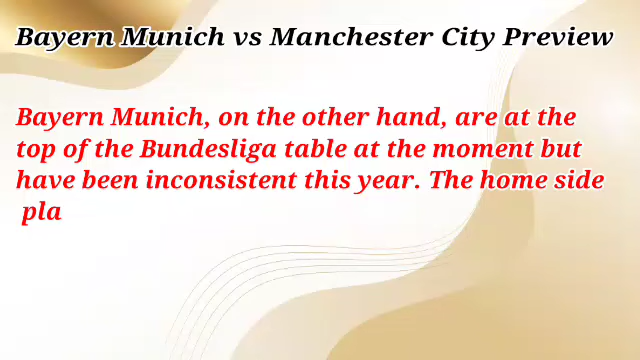 Bayern Munich vs Manchester City Preview
Bayern Munich, on the other hand, are at the
top of the Bundesliga table at the moment but
have been inconsistent this year. The home side
pla